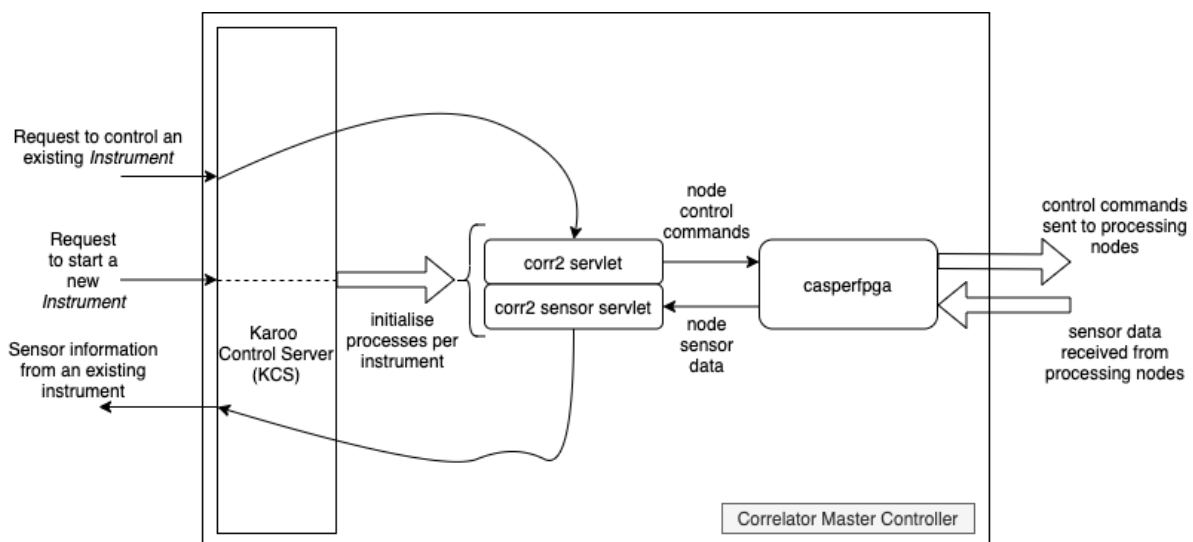 Request to control an
existing Instrument
Request
to start a
new
Instrument
Sensor information
from an existing
instrument
Karoo
Control Server
(KCS)
initialise
processes per
instrument
corr2 servlet
corr2 sensor servlet
node
control
commands
node
sensor
data
casperfpga
control commands
sent to processing
nodes
sensor data
received from
processing nodes
Correlator Master Controller